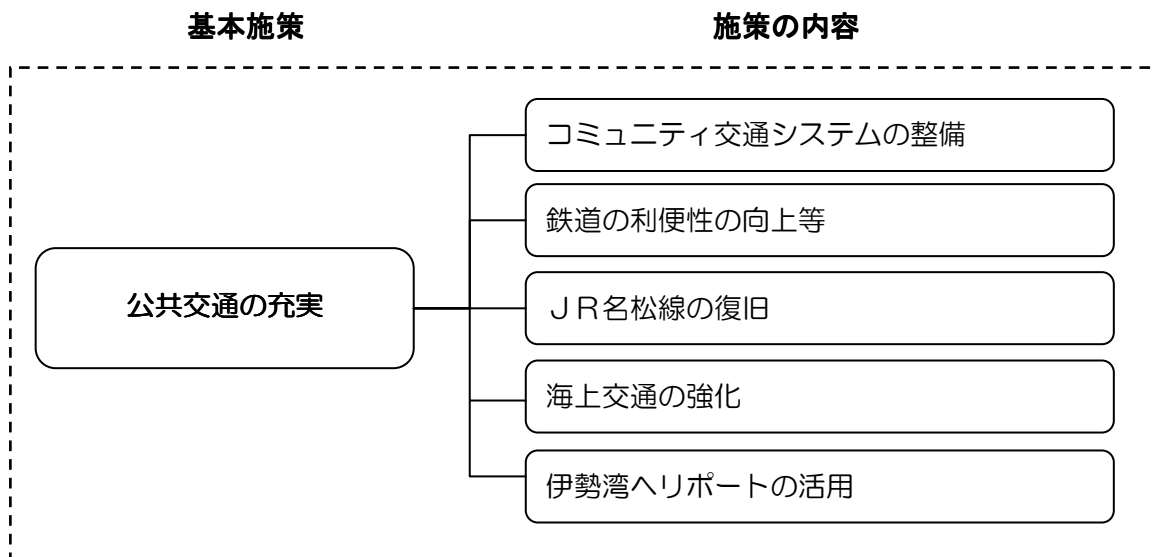 基本施策
施策の内容
公共交通の充実
コミュニティ交通システムの整備
鉄道の利便性の向上等
ＪＲ名松線の復旧
海上交通の強化
伊勢湾ヘリポートの活用